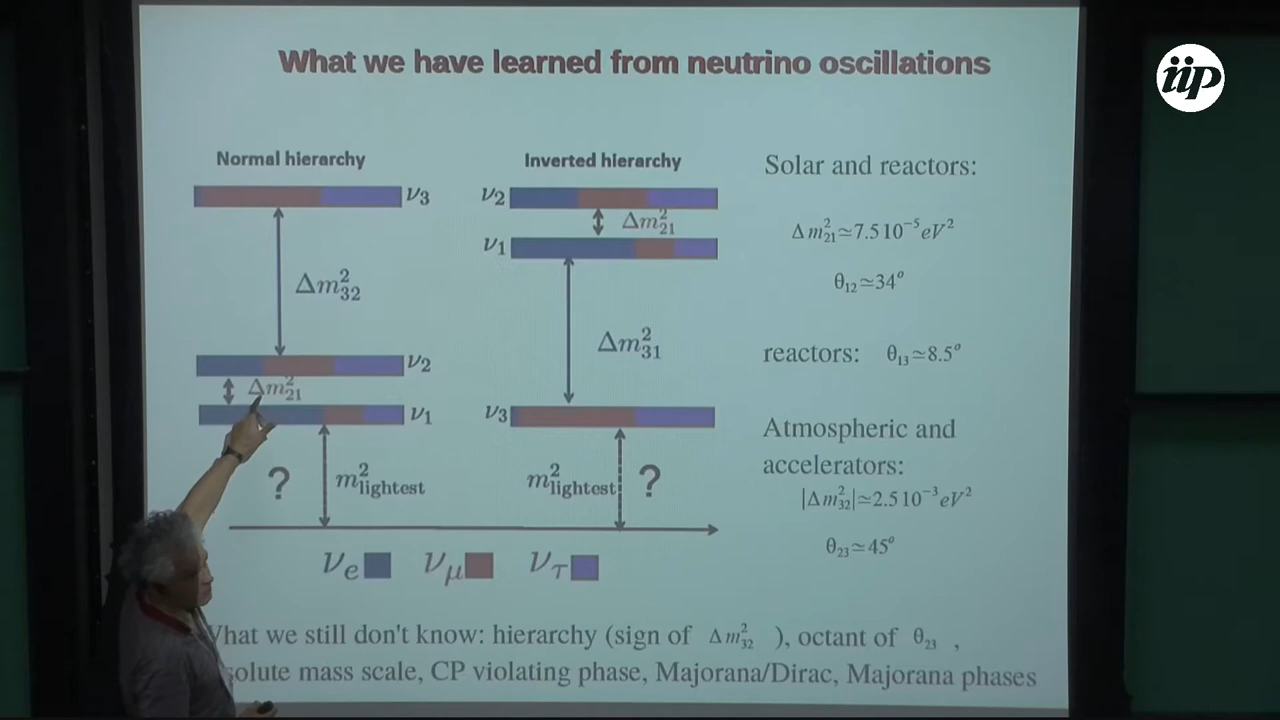 iip
What we have learned from neutrino oscillations
Normal hierarchy
ν3
Δm²32
ν2
Δm²21
ν1
? m²lightest
Inverted hierarchy
ν2
Δm²21
ν1
Δm²31
ν3
m²lightest ?
νe νμ ντ
Solar and reactors:
Δm²21≃7.5 10⁻⁵eV²
θ12≃34°
reactors: θ13≃8.5°
Atmospheric and
accelerators:
|Δm²32|≃2.5 10⁻³eV²
θ23≃45°
What we still don't know: hierarchy (sign of Δm²32 ), octant of θ23 ,
solute mass scale, CP violating phase, Majorana/Dirac, Majorana phases